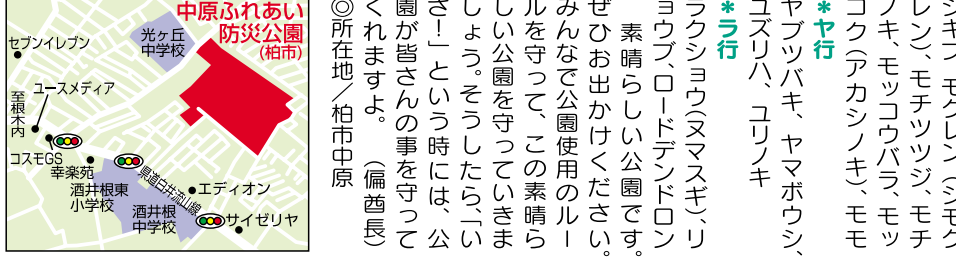 シキブ、モクレン（シモク
レン）、モチツツジ、モチ
ノキ、モッコウバラ、モッ
コク（アカシノキ）、モモ
＊ヤ行
ヤブツバキ、ヤマボウシ、
ユズリハ、ユリノキ
＊ラ行
ラクショウ（ヌマスギ）、リ
ョウブ、ロードデンドロン
素晴らしい公園です。
ぜひお出かけください。
みんなで公園使用のルー
ルを守って、この素晴ら
しい公園を守っていきま
しょう。そうしたら、「い
ざ！」という時には、公
園が皆さんの事を守って
くれますよ。（偏酋長）
◎所在地／柏市中原
中原ふれあい
防災公園
（柏市）
光ヶ丘
中学校
セブンイレブン
ユースメディア
至根木内
コスモGS
幸楽苑
県道白井流山線
酒井根東
小学校
酒井根
中学校
エディオン
サイゼリヤ